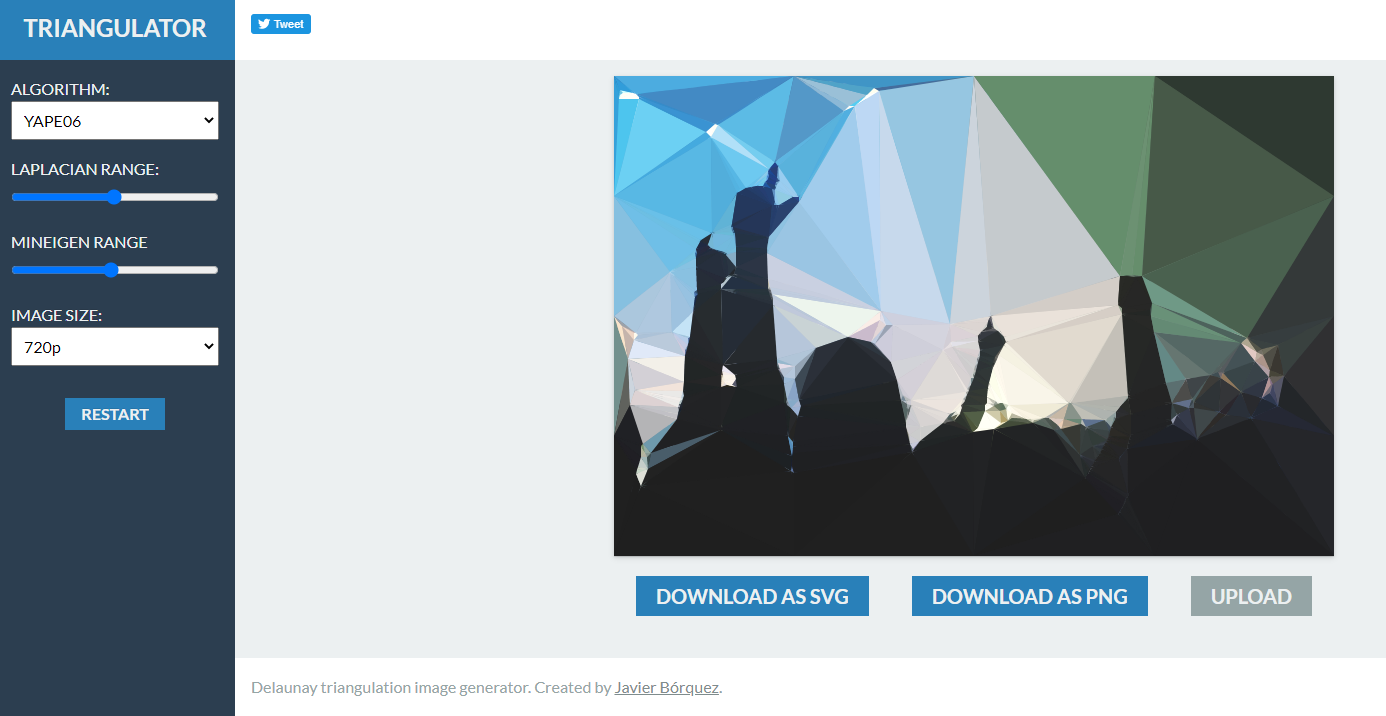 TRIANGULATOR
Tweet
ALGORITHM:
YAPE06
LAPLACIAN RANGE:
MINEIGEN RANGE
IMAGE SIZE:
720p
RESTART
DOWNLOAD AS SVG
DOWNLOAD AS PNG
UPLOAD
Delaunay triangulation image generator. Created by Javier Bórquez.